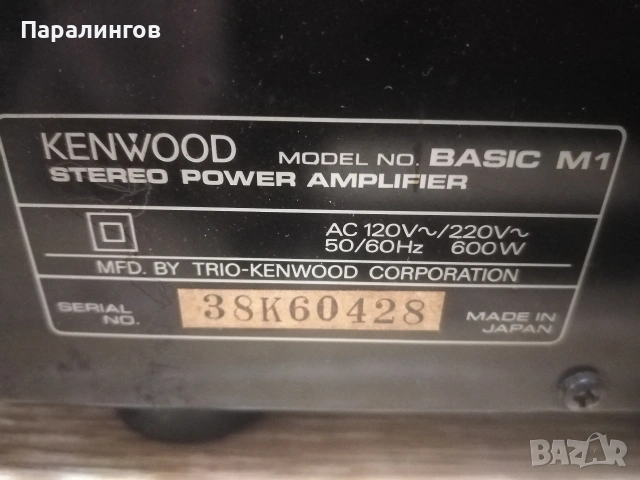 Паралингов
KENWOOD MODEL NO. BASIC M1
STEREO POWER AMPLIFIER
AC 120V~/220V~
50/60Hz 600W
MFD. BY TRIO-KENWOOD CORPORATION
SERIAL NO. 38K60428 MADE IN JAPAN
BAZAR